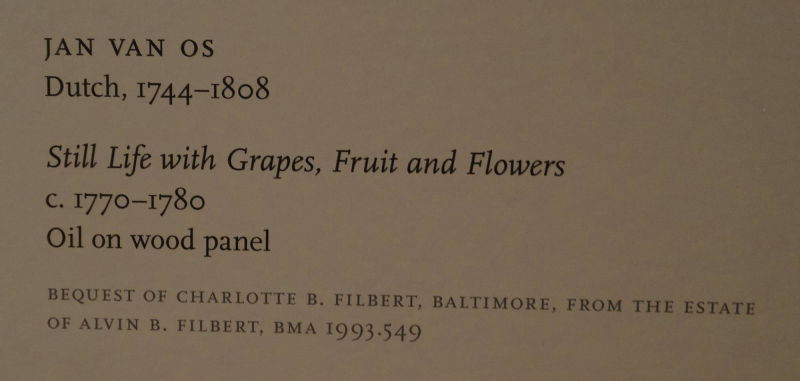 JAN VAN OS
Dutch, 1744–1808
Still Life with Grapes, Fruit and Flowers
c. 1770–1780
Oil on wood panel
BEQUEST OF CHARLOTTE B. FILBERT, BALTIMORE, FROM THE ESTATE
OF ALVIN B. FILBERT, BMA 1993.549